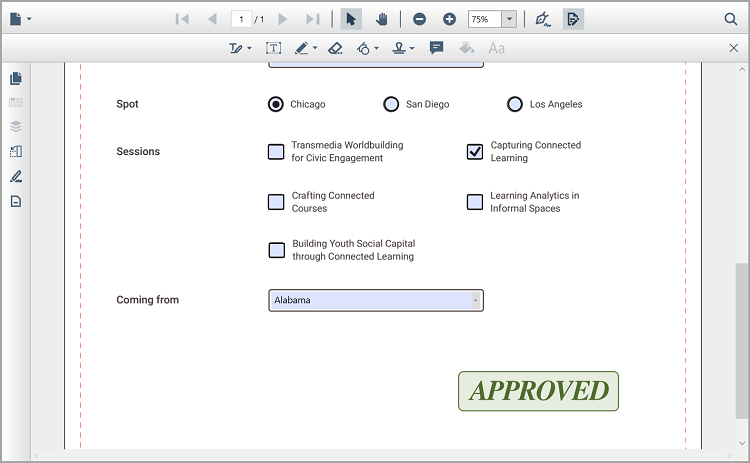 1 / 1 75%
T Aa
Spot Chicago San Diego Los Angeles
Sessions Transmedia Worldbuilding
for Civic Engagement
Capturing Connected
Learning
Crafting Connected
Courses
Learning Analytics in
Informal Spaces
Building Youth Social Capital
through Connected Learning
Coming from Alabama
APPROVED